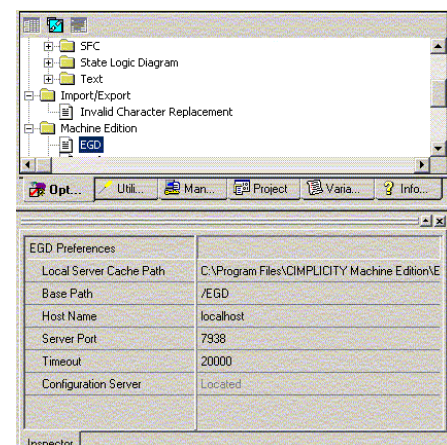 SFC
State Logic Diagram
Text
Import/Export
Invalid Character Replacement
Machine Edition
EGD
Opt... Utili... Man... Project Varia... Info...
EGD Preferences
Local Server Cache Path C:\Program Files\CIMPLICITY Machine Edition\E
Base Path /EGD
Host Name localhost
Server Port 7938
Timeout 20000
Configuration Server Located
Inspector